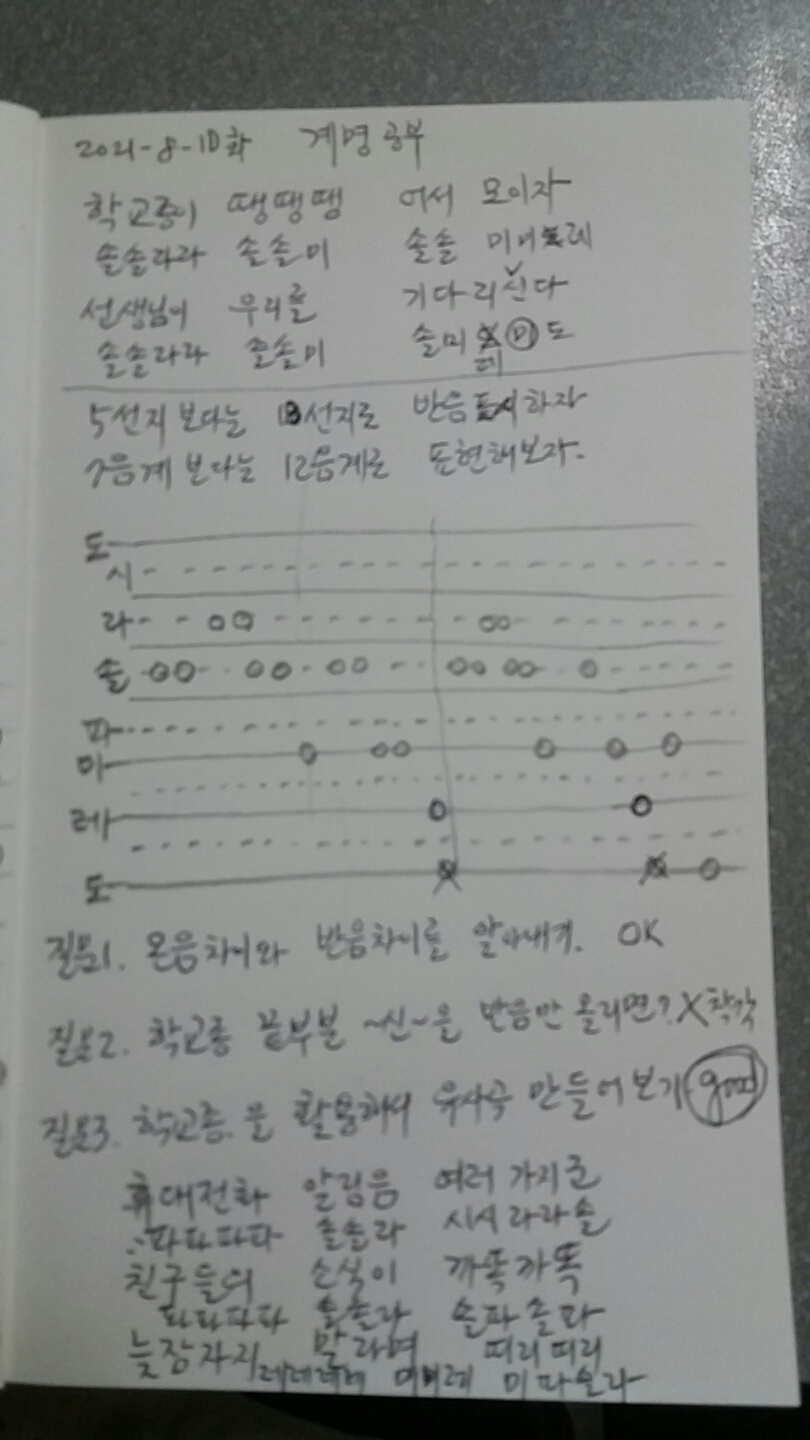 2021-8-10화 계명공부
학교종이 땡땡땡 어서 모이자
솔솔라라 솔솔미 솔솔 미미 레
선생님이 우리를 기다리신다
솔솔라라 솔솔미 솔미 레 미 도
5선지 보다는 13선지로 반음표시하자
7음계 보다는 12음계로 표현해보자.
도
시
라
솔
파
미
레
도
질문1. 온음차이와 반음차이를 알아내기. OK
질문2. 학교종 끝부분 ~신~을 반음만 올리면? X 착각
질문3. 학교종.을 활용해서 유사곡 만들어보기 good
휴대전화 알림음 여러가지로
파파파파 솔솔라 시시라라솔
친구들의 소식이 까똑까똑
파파파파 솔솔라 솔파솔파
늦장자지 말라며 띠리띠리
레레레레 미미레 미파솔라